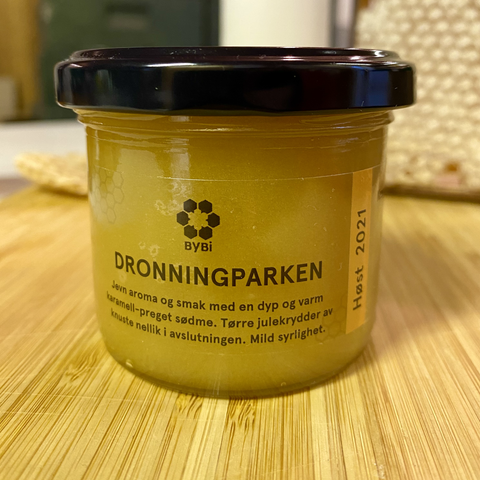 ByBi
DRONNINGPARKEN
Jevn aroma og smak med en dyp og varm
karamell-preget sødme. Tørre julekrydder av
knuste nellik i avslutningen. Mild syrlighet.
Høst 2021